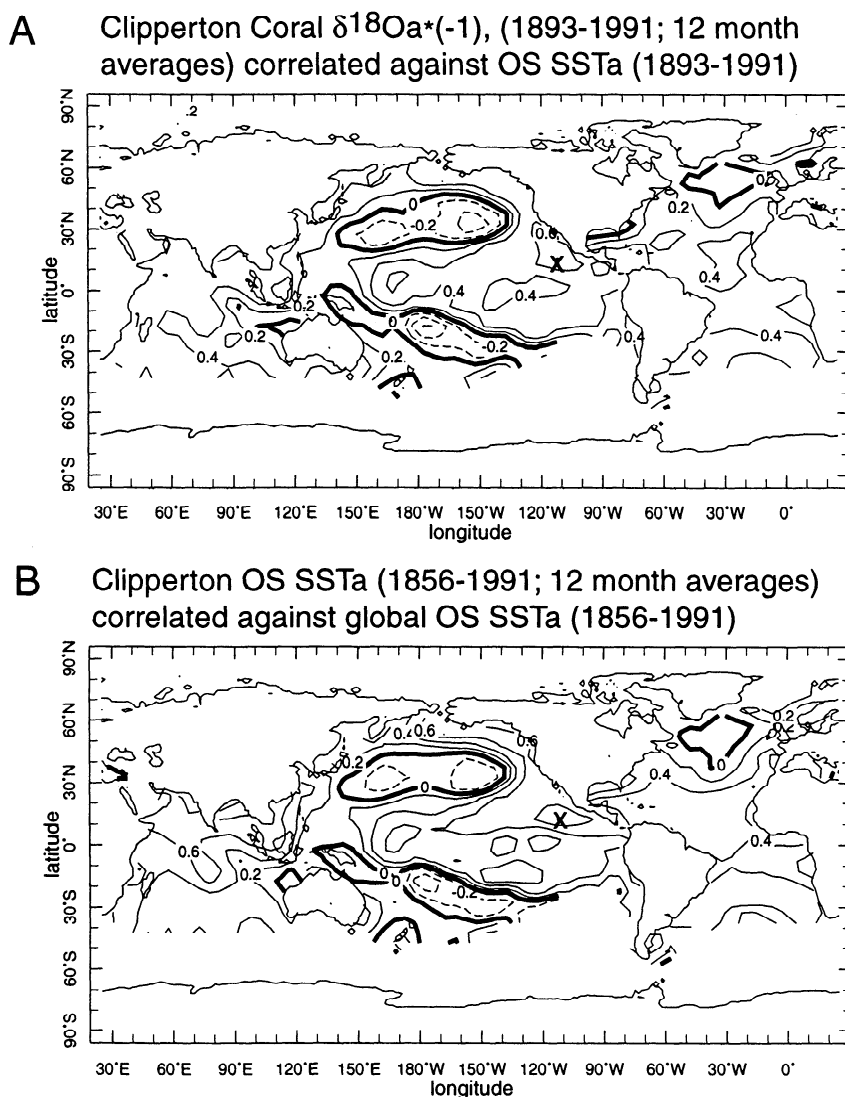 A Clipperton Coral δ18Oa*(-1), (1893-1991; 12 month
averages) correlated against OS SSTa (1893-1991)
90˚N
60˚N
30˚N
0˚
30˚S
60˚S
90˚S
latitude
.2
0
-0.2
0.6
0.2
0.2
0.4
0.4
0.4
0.2
0
0.2
0.4
-0.2
0.2
0.4
0.4
X
30˚E 60˚E 90˚E 120˚E 150˚E 180˚W 150˚W 120˚W 90˚W 60˚W 30˚W 0˚
longitude
B Clipperton OS SSTa (1856-1991; 12 month averages)
correlated against global OS SSTa (1856-1991)
90˚N
60˚N
30˚N
0˚
30˚S
60˚S
90˚S
latitude
0.6
0.2
0.6
0.2
0.2
0
0.4
0
X
0.6
0.2
0.4
0
-0.2
30˚E 60˚E 90˚E 120˚E 150˚E 180˚W 150˚W 120˚W 90˚W 60˚W 30˚W 0˚
longitude